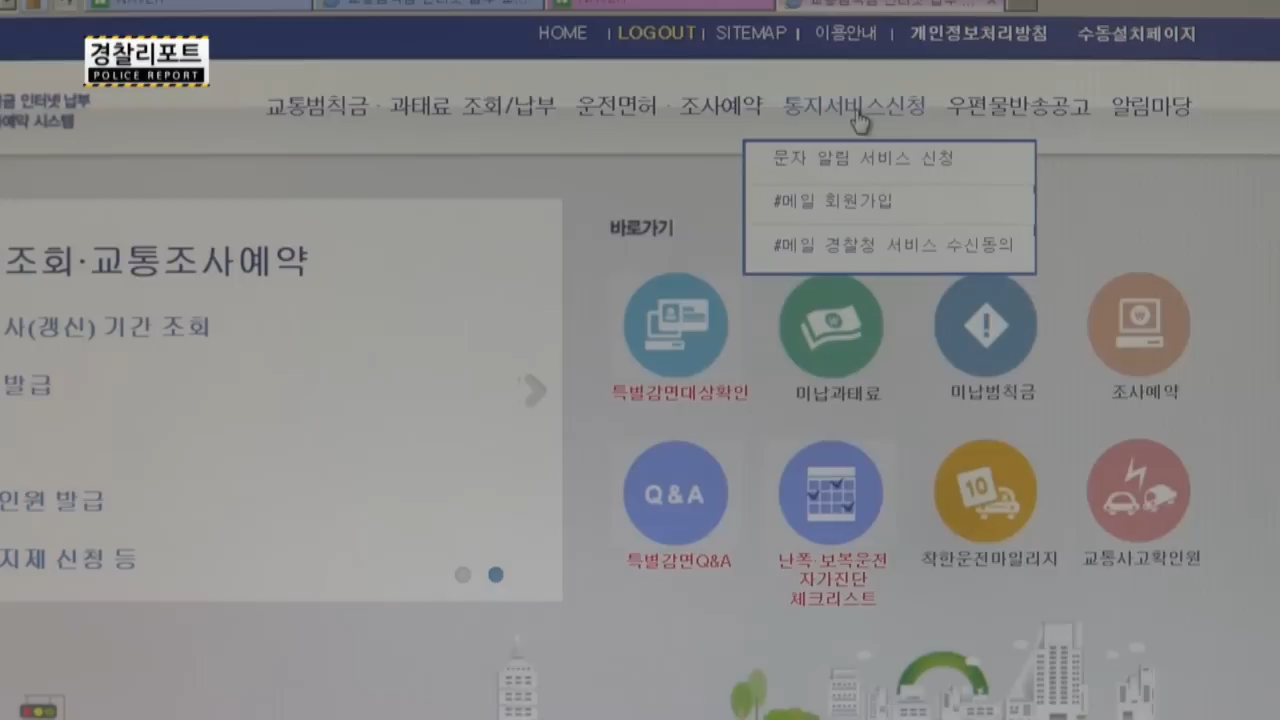 HOME | LOGOUT | SITEMAP | 이용안내 | 개인정보처리방침 수동설치페이지
경찰리포트
POLICE REPORT
인터넷 납부
예약 시스템
교통범칙금 · 과태료 조회/납부 운전면허 · 조사예약 통지서비스신청 우편물반송공고 알림마당
문자 알림 서비스 신청
#메일 회원가입
#메일 경찰청 서비스 수신동의
조회·교통조사예약
사(갱신) 기간 조회
발급
인원 발급
지제 신청 등
바로가기
특별감면대상확인
미납과태료
미납범칙금
조사예약
Q & A
10
특별감면Q&A
난폭·보복운전
자가진단
체크리스트
착한운전마일리지
교통사고확인원